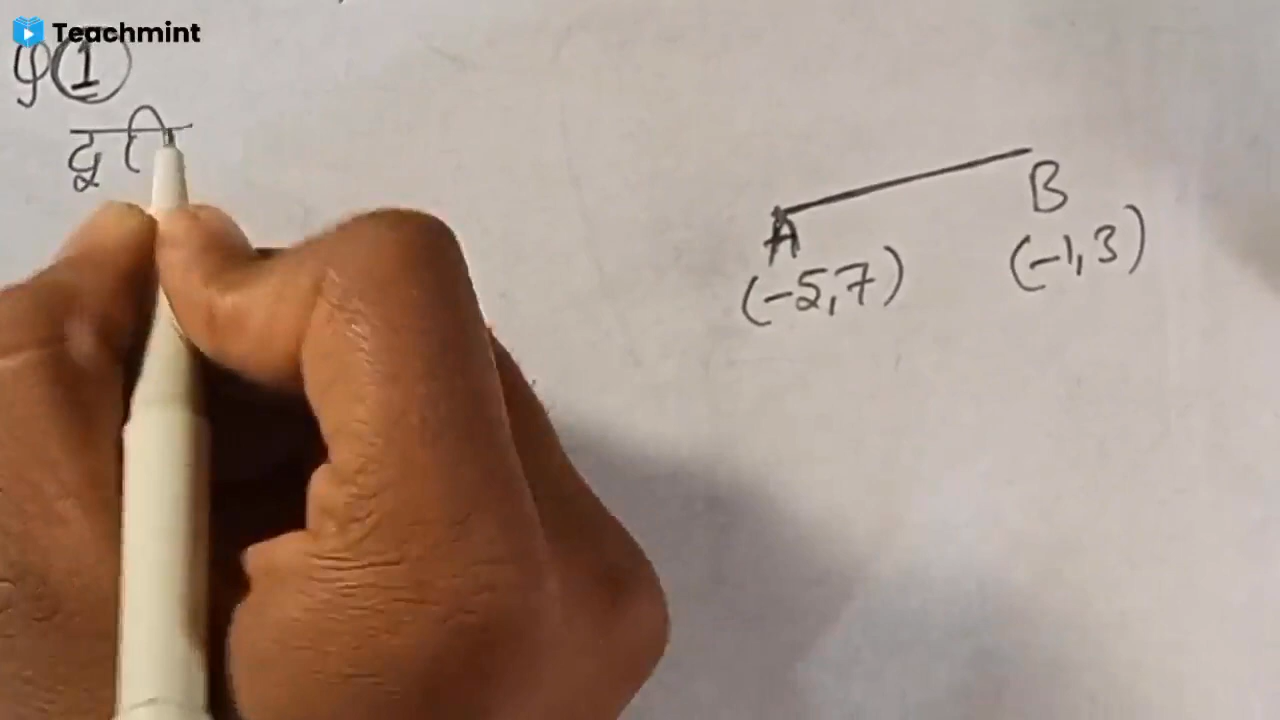 Teachmint
①
A
B
(-5,7)
(-1,3)